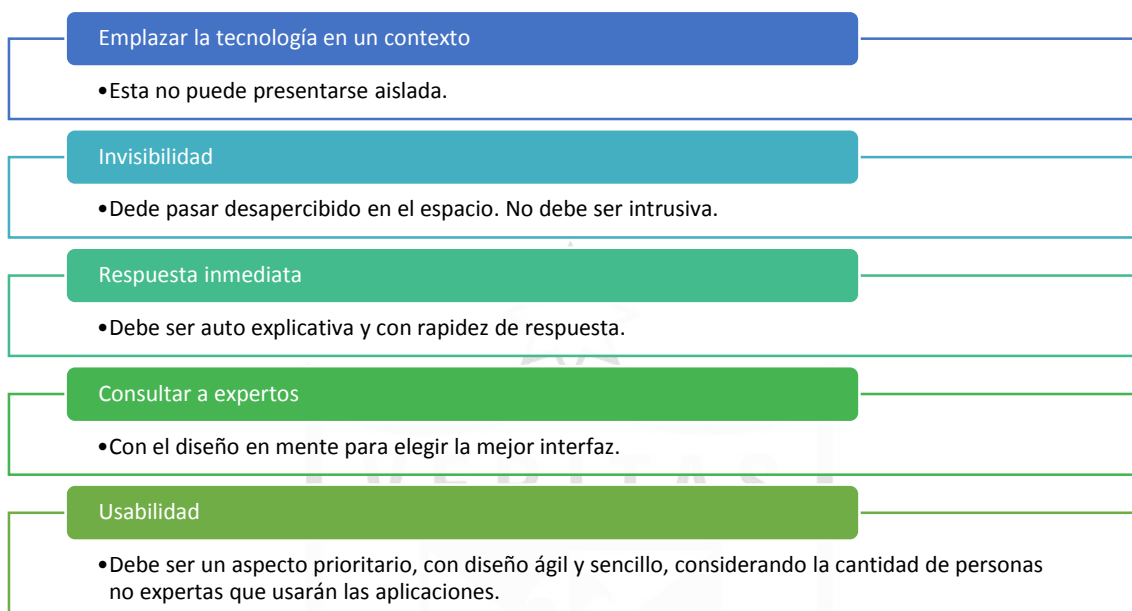 Emplazar la tecnología en un contexto
•Esta no puede presentarse aislada.
Invisibilidad
•Dede pasar desapercibido en el espacio. No debe ser intrusiva.
Respuesta inmediata
•Debe ser auto explicativa y con rapidez de respuesta.
Consultar a expertos
•Con el diseño en mente para elegir la mejor interfaz.
VERITAS
Usabilidad
•Debe ser un aspecto prioritario, con diseño ágil y sencillo, considerando la cantidad de personas
no expertas que usarán las aplicaciones.